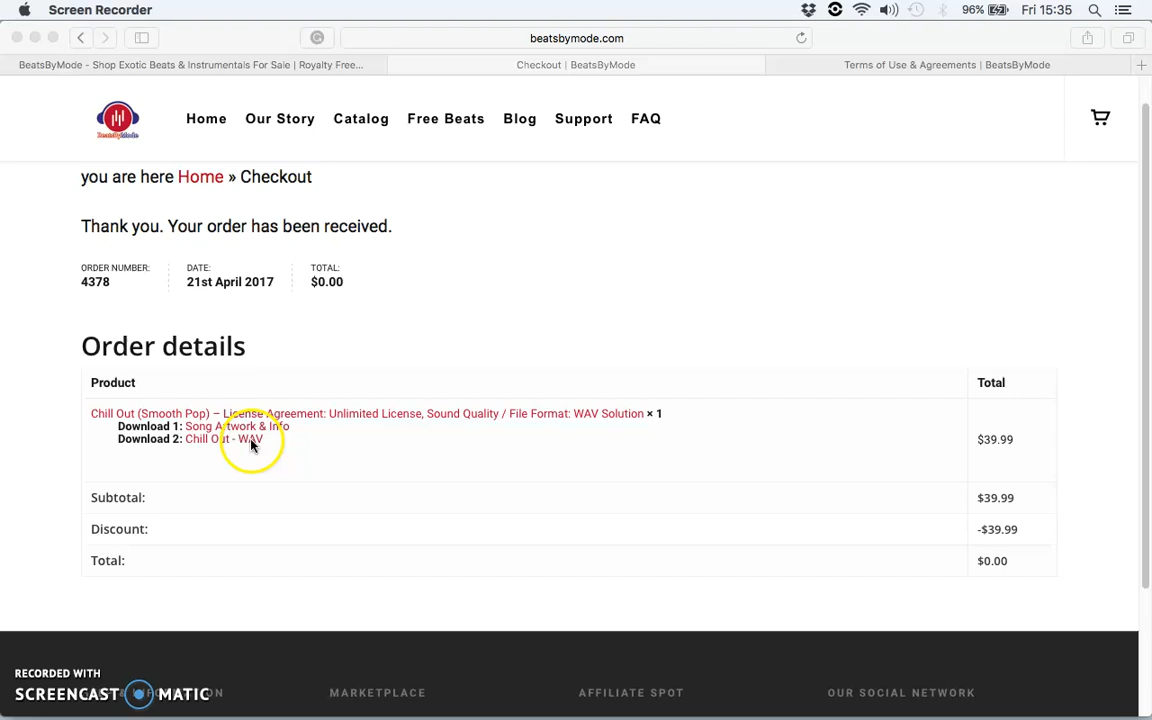 Screen Recorder
96% Fri 15:35
beatsbymode.com
BeatsByMode - Shop Exotic Beats & Instrumentals For Sale | Royalty Free...
Checkout | BeatsByMode
Terms of Use & Agreements | BeatsByMode
BeatsByMode
Home Our Story Catalog Free Beats Blog Support FAQ
you are here Home » Checkout
Thank you. Your order has been received.
ORDER NUMBER: DATE: TOTAL:
4378 21st April 2017 $0.00
Order details
Product Total
Chill Out (Smooth Pop) – License Agreement: Unlimited License, Sound Quality / File Format: WAV Solution × 1
Download 1: Song Artwork & Info
Download 2: Chill Out - WAV
$39.99
Subtotal: $39.99
Discount: -$39.99
Total: $0.00
RECORDED WITH
SCREENCAST MATIC
MARKETPLACE AFFILIATE SPOT OUR SOCIAL NETWORK